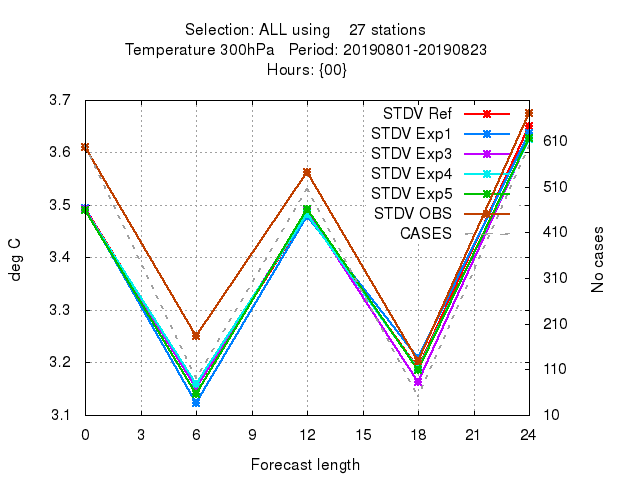 Selection: ALL using    27 stations
Temperature 300hPa   Period: 20190801-20190823
Hours: {00}
3.7
3.6
3.5
3.4
3.3
3.2
3.1
deg C
STDV Ref
STDV Exp1
STDV Exp3
STDV Exp4
STDV Exp5
STDV OBS
CASES
610
510
410
310
210
110
10
No cases
0 3 6 9 12 15 18 21 24
Forecast length